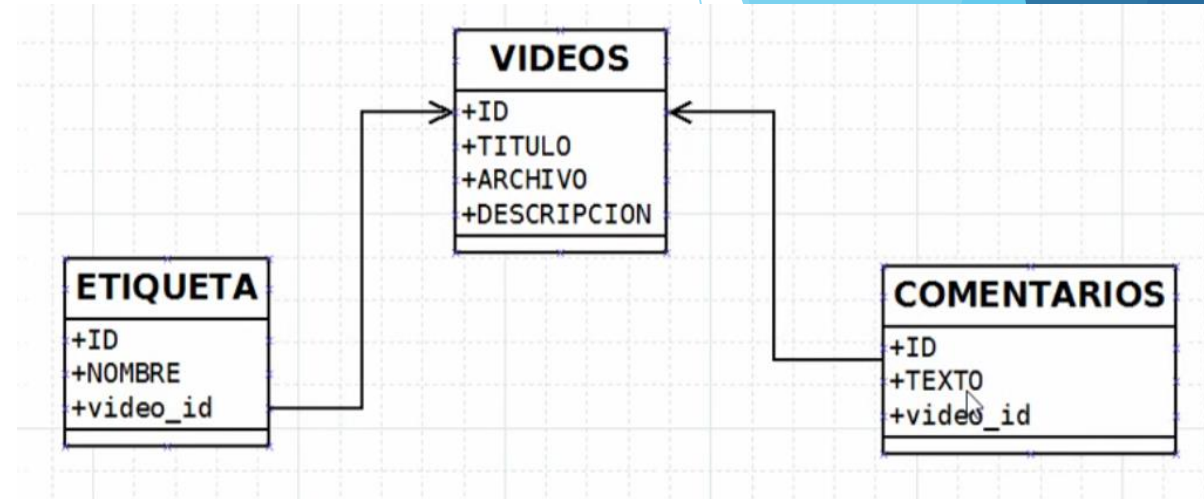 VIDEOS
+ID
+TITULO
+ARCHIVO
+DESCRIPCION
ETIQUETA
+ID
+NOMBRE
+video_id
COMENTARIOS
+ID
+TEXTO
+video_id